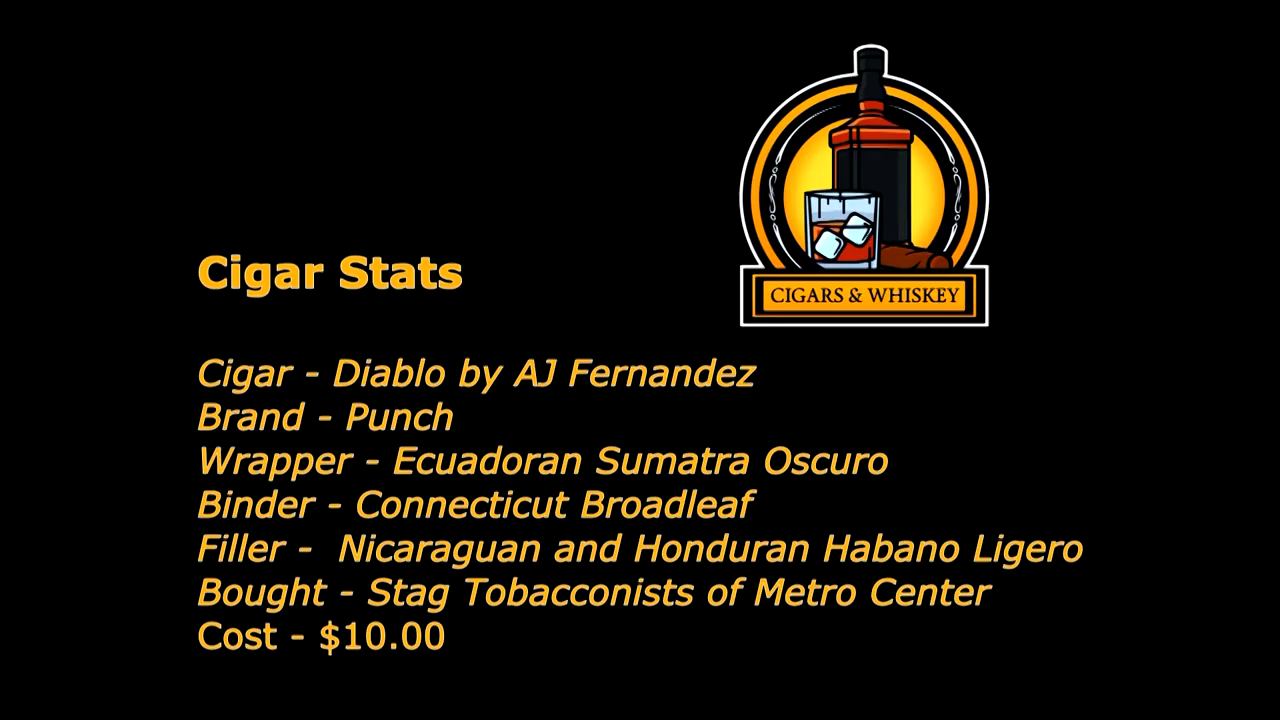 CIGARS & WHISKEY
Cigar Stats
Cigar - Diablo by AJ Fernandez
Brand - Punch
Wrapper - Ecuadoran Sumatra Oscuro
Binder - Connecticut Broadleaf
Filler -  Nicaraguan and Honduran Habano Ligero
Bought - Stag Tobacconists of Metro Center
Cost - $10.00